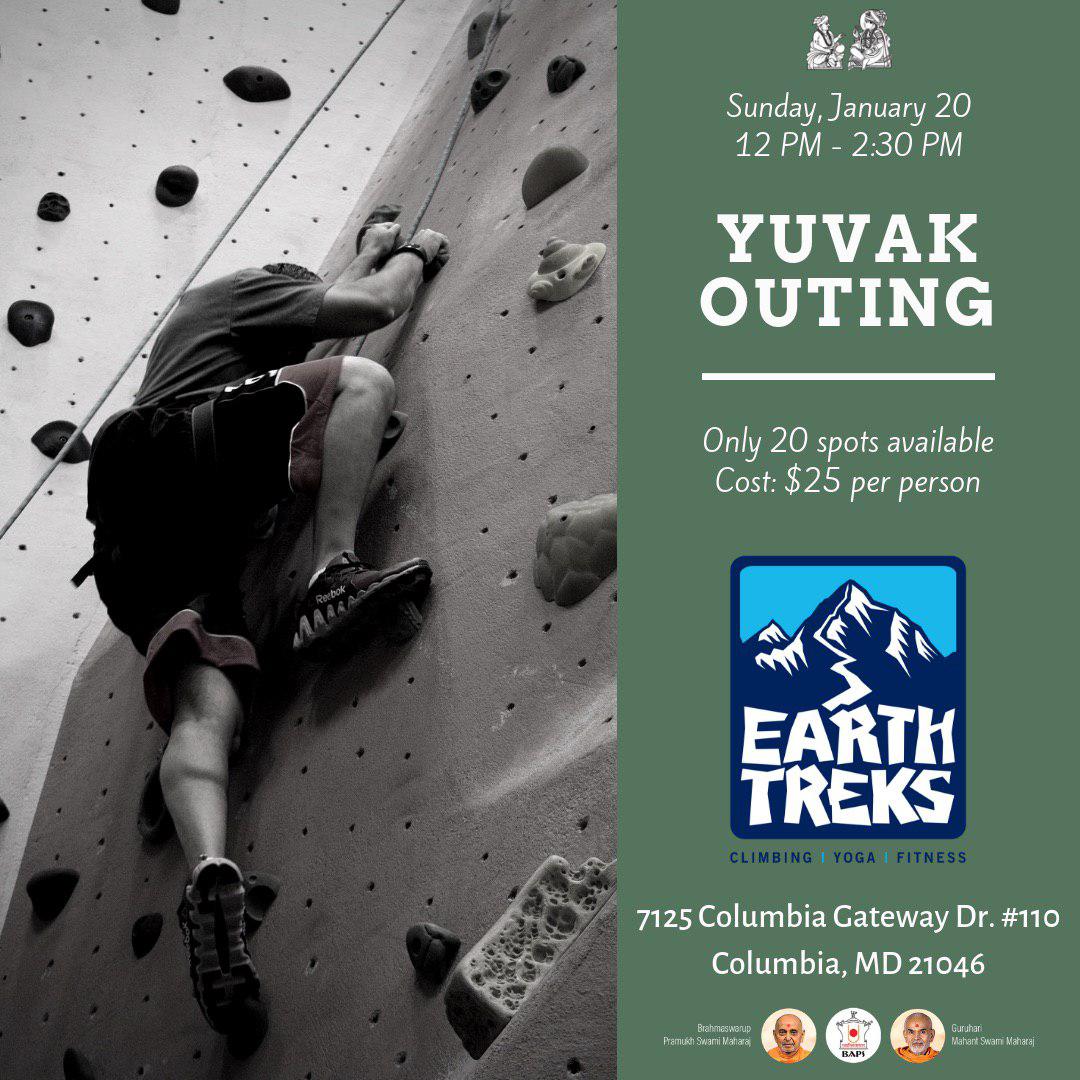 Sunday, January 20
12 PM - 2:30 PM
YUVAK
OUTING
Only 20 spots available
Cost: $25 per person
EARTH
TREKS
CLIMBING | YOGA | FITNESS
7125 Columbia Gateway Dr. #110
Columbia, MD 21046
Brahmaswarup
Pramukh Swami Maharaj
BAPS
Guruhari
Mahant Swami Maharaj
Reebok